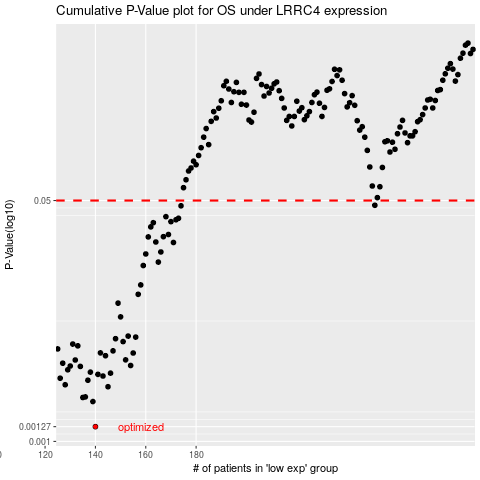 Cumulative P-Value plot for OS under LRRC4 expression
P-Value(log10)
0.05
0.00127
0.001
optimized
0 120 140 160 180
# of patients in 'low exp' group